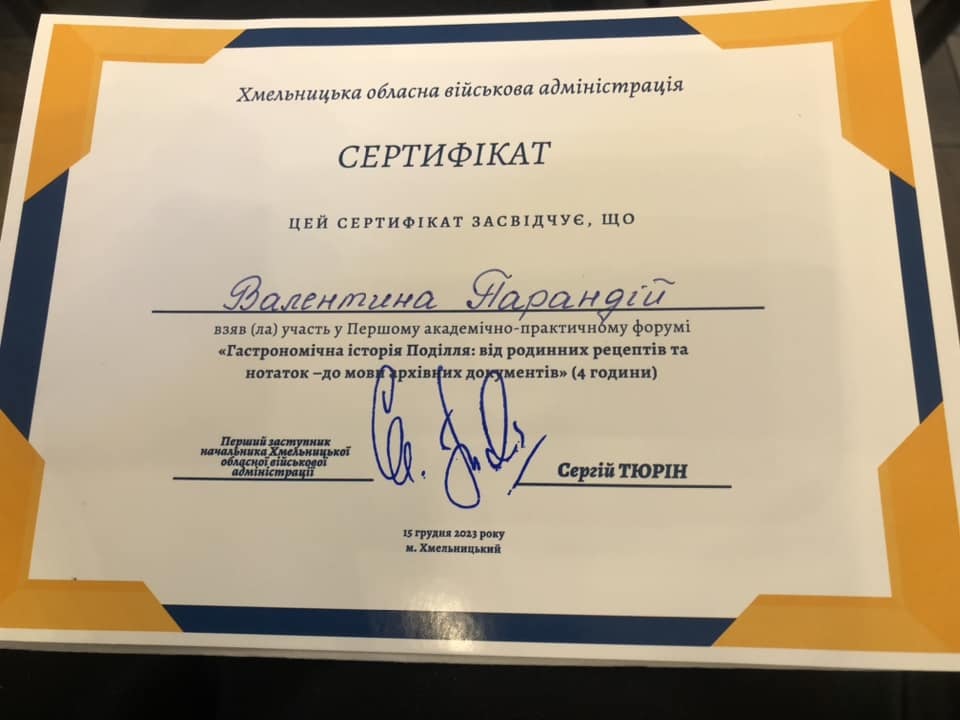 Хмельницька обласна військова адміністрація
СЕРТИФІКАТ
ЦЕЙ СЕРТИФІКАТ ЗАСВІДЧУЄ, ЩО
Валентина Парандій
взяв (ла) участь у Першому академічно-практичному форумі
«Гастрономічна історія Поділля: від родинних рецептів та
нотаток –до мови архівних документів» (4 години)
Перший заступник
начальника Хмельницької
обласної військової
адміністрації
Сергій ТЮРІН
15 грудня 2023 року
м. Хмельницький